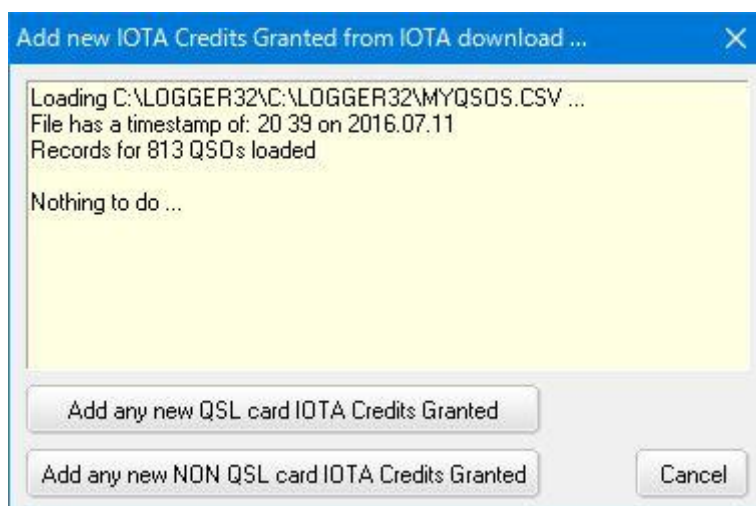 Add new IOTA Credits Granted from IOTA download ...
Loading C:\LOGGER32\C:\LOGGER32\MYQSOS.CSV ...
File has a timestamp of: 20 39 on 2016.07.11
Records for 813 QSOs loaded
Nothing to do ...
Add any new QSL card IOTA Credits Granted
Add any new NON QSL card IOTA Credits Granted
Cancel